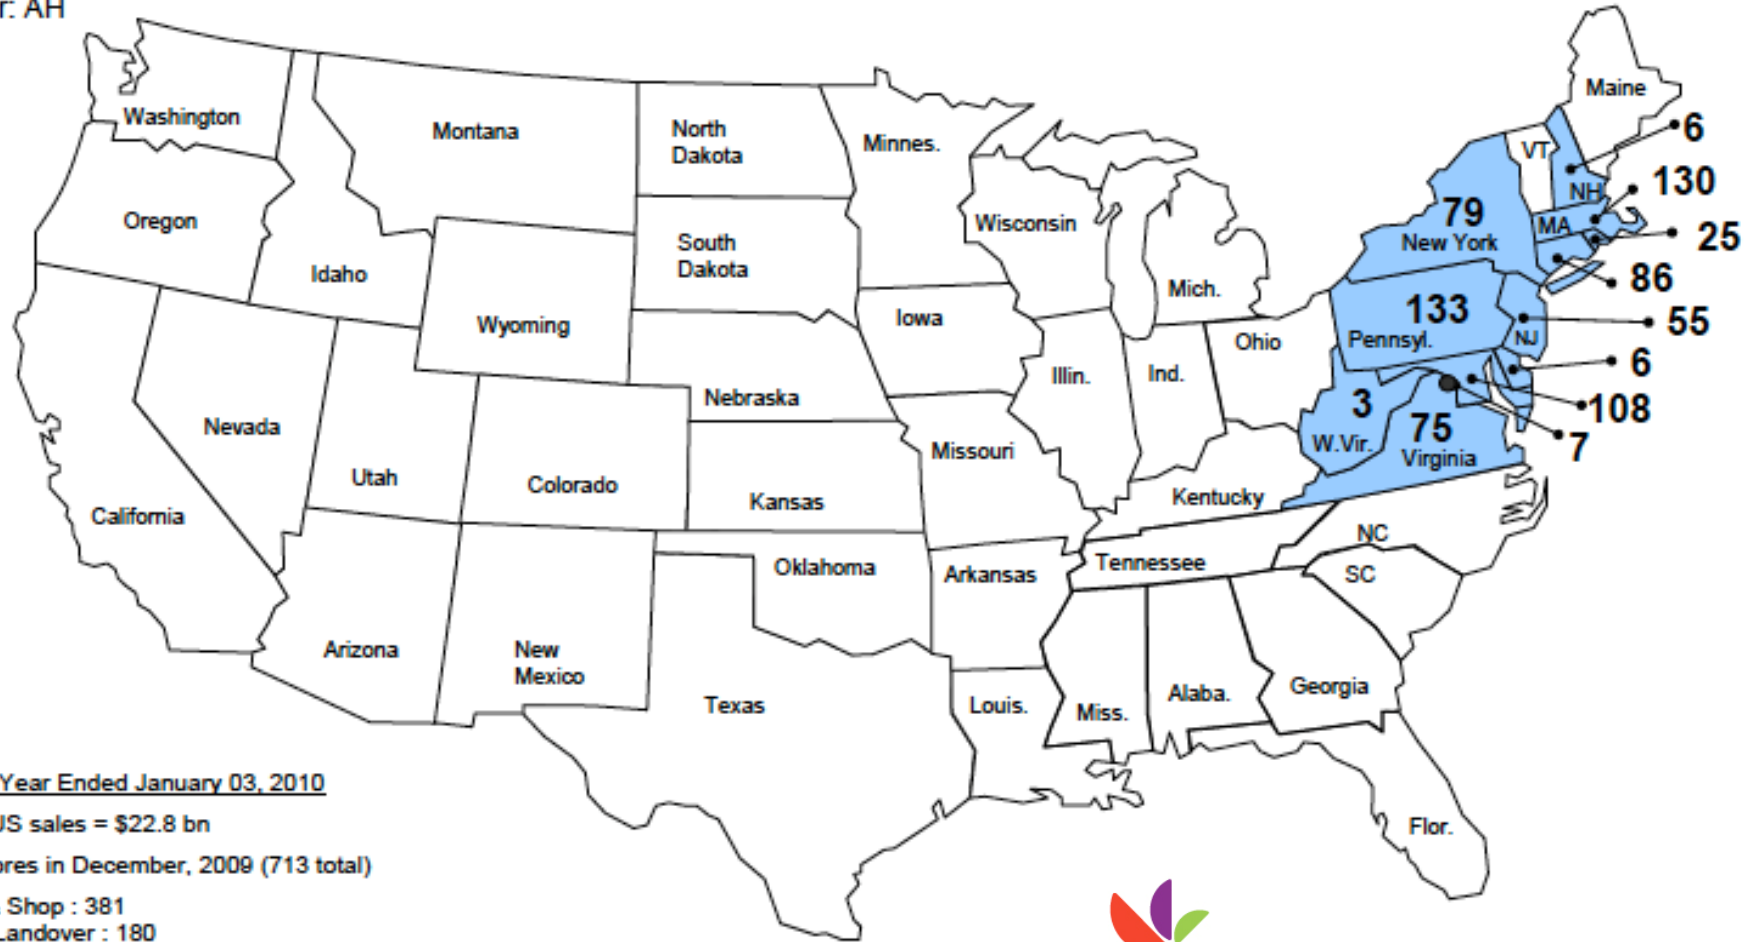 r: AH
Maine
Washington
Montana
North
Dakota
Minnes.
6
VT
130
NH
Oregon
Wisconsin
79
MA
25
New York
South
Dakota
Idaho
86
Mich.
Wyoming
Iowa
133
55
Pennsyl.
NJ
Ohio
6
Illin.
Ind.
Nebraska
3
108
75
7
Nevada
W.Vir.
Virginia
Missouri
Utah
Colorado
Kansas
Kentucky
California
NC
Tennessee
Oklahoma
Arkansas
SC
Arizona
New
Mexico
Texas
Louis.
Miss.
Alaba.
Georgia
Flor.
Year Ended January 03, 2010
US sales = $22.8 bn
ores in December, 2009 (713 total)
Shop : 381
Landover : 180